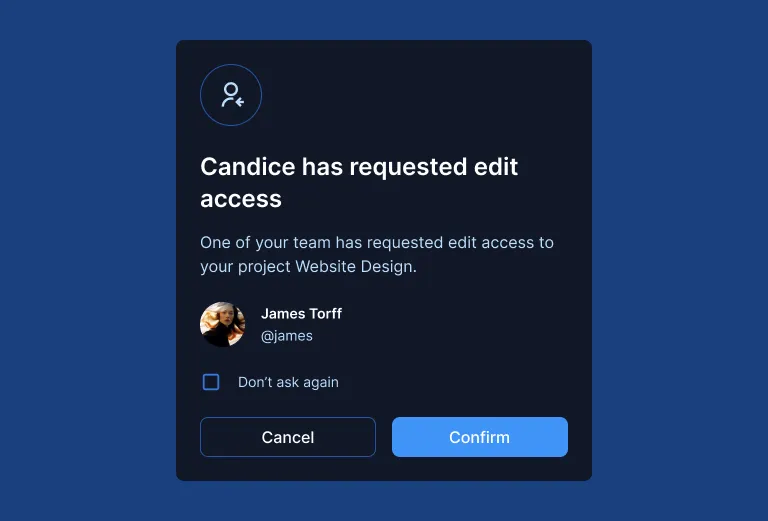 Candice has requested edit
access
One of your team has requested edit access to
your project Website Design.
James Torff
@james
Don’t ask again
Cancel
Confirm